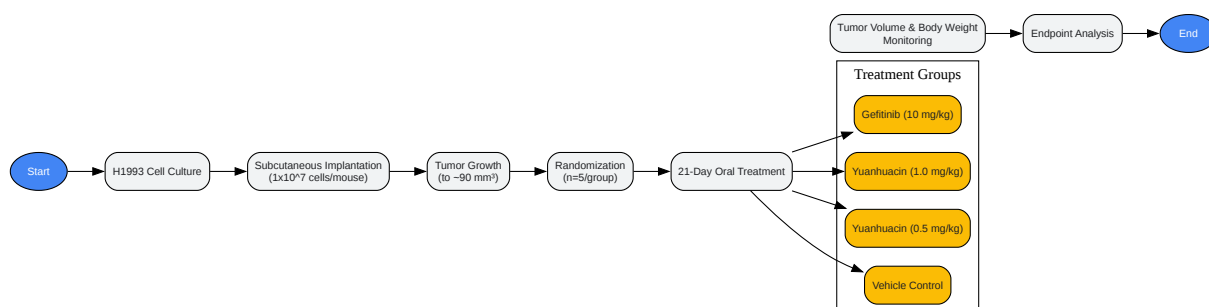 Start
H1993 Cell Culture
Subcutaneous Implantation
(1x10^7 cells/mouse)
Tumor Growth
(to ~90 mm³)
Randomization
(n=5/group)
21-Day Oral Treatment
Treatment Groups
Gefitinib (10 mg/kg)
Yuanhuacin (1.0 mg/kg)
Yuanhuacin (0.5 mg/kg)
Vehicle Control
Tumor Volume & Body Weight
Monitoring
Endpoint Analysis
End